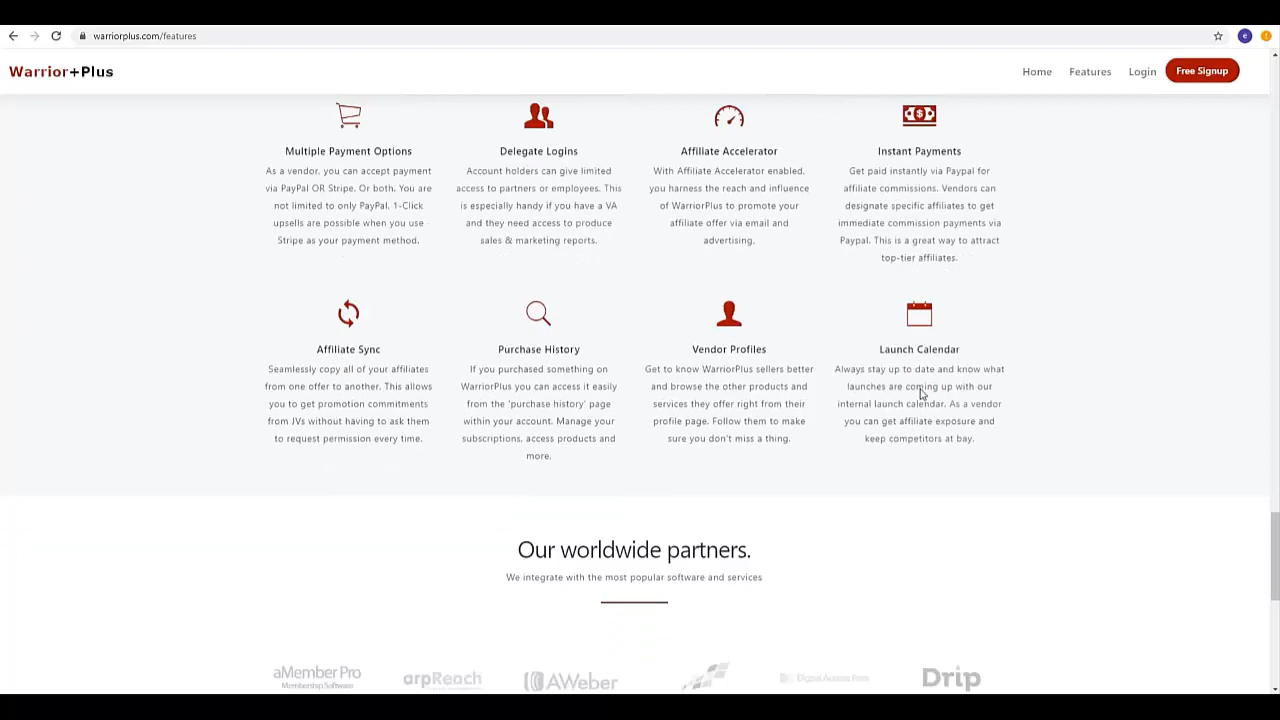 warriorplus.com/features
e
Warrior+Plus
Home Features Login Free Signup
Multiple Payment Options
As a vendor, you can accept payment
via PayPal OR Stripe. Or both. You are
not limited to only PayPal. 1-Click
upsells are possible when you use
Stripe as your payment method.
Delegate Logins
Account holders can give limited
access to partners or employees. This
is especially handy if you have a VA
and they need access to produce
sales & marketing reports.
Affiliate Accelerator
With Affiliate Accelerator enabled,
you harness the reach and influence
of WarriorPlus to promote your
affiliate offer via email and
advertising.
Instant Payments
Get paid instantly via Paypal for
affiliate commissions. Vendors can
designate specific affiliates to get
immediate commission payments via
Paypal. This is a great way to attract
top-tier affiliates.
Affiliate Sync
Seamlessly copy all of your affiliates
from one offer to another. This allows
you to get promotion commitments
from JVs without having to ask them
to request permission every time.
Purchase History
If you purchased something on
WarriorPlus you can access it easily
from the 'purchase history' page
within your account. Manage your
subscriptions, access products and
more.
Vendor Profiles
Get to know WarriorPlus sellers better
and browse the other products and
services they offer right from their
profile page. Follow them to make
sure you don't miss a thing.
Launch Calendar
Always stay up to date and know what
launches are coming up with our
internal launch calendar. As a vendor
you can get affiliate exposure and
keep competitors at bay.
Our worldwide partners.
We integrate with the most popular software and services
aMember Pro
Membership Software
arpReach
AWeber
Digital Access Pass
Drip